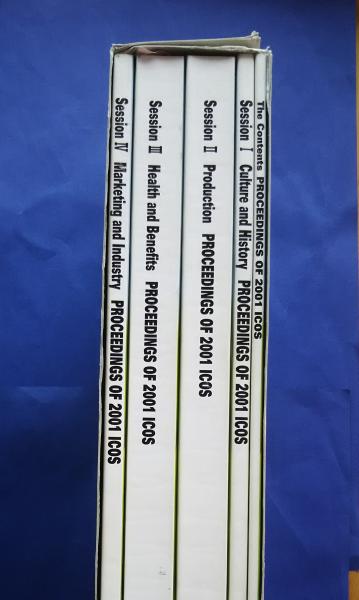 Session Ⅳ Marketing and Industry PROCEEDINGS OF 2001 ICOS
Session Ⅲ Health and Benefits PROCEEDINGS OF 2001 ICOS
Session Ⅱ Production PROCEEDINGS OF 2001 ICOS
Session Ⅰ Culture and History PROCEEDINGS OF 2001 ICOS
The Contents PROCEEDINGS OF 2001 ICOS